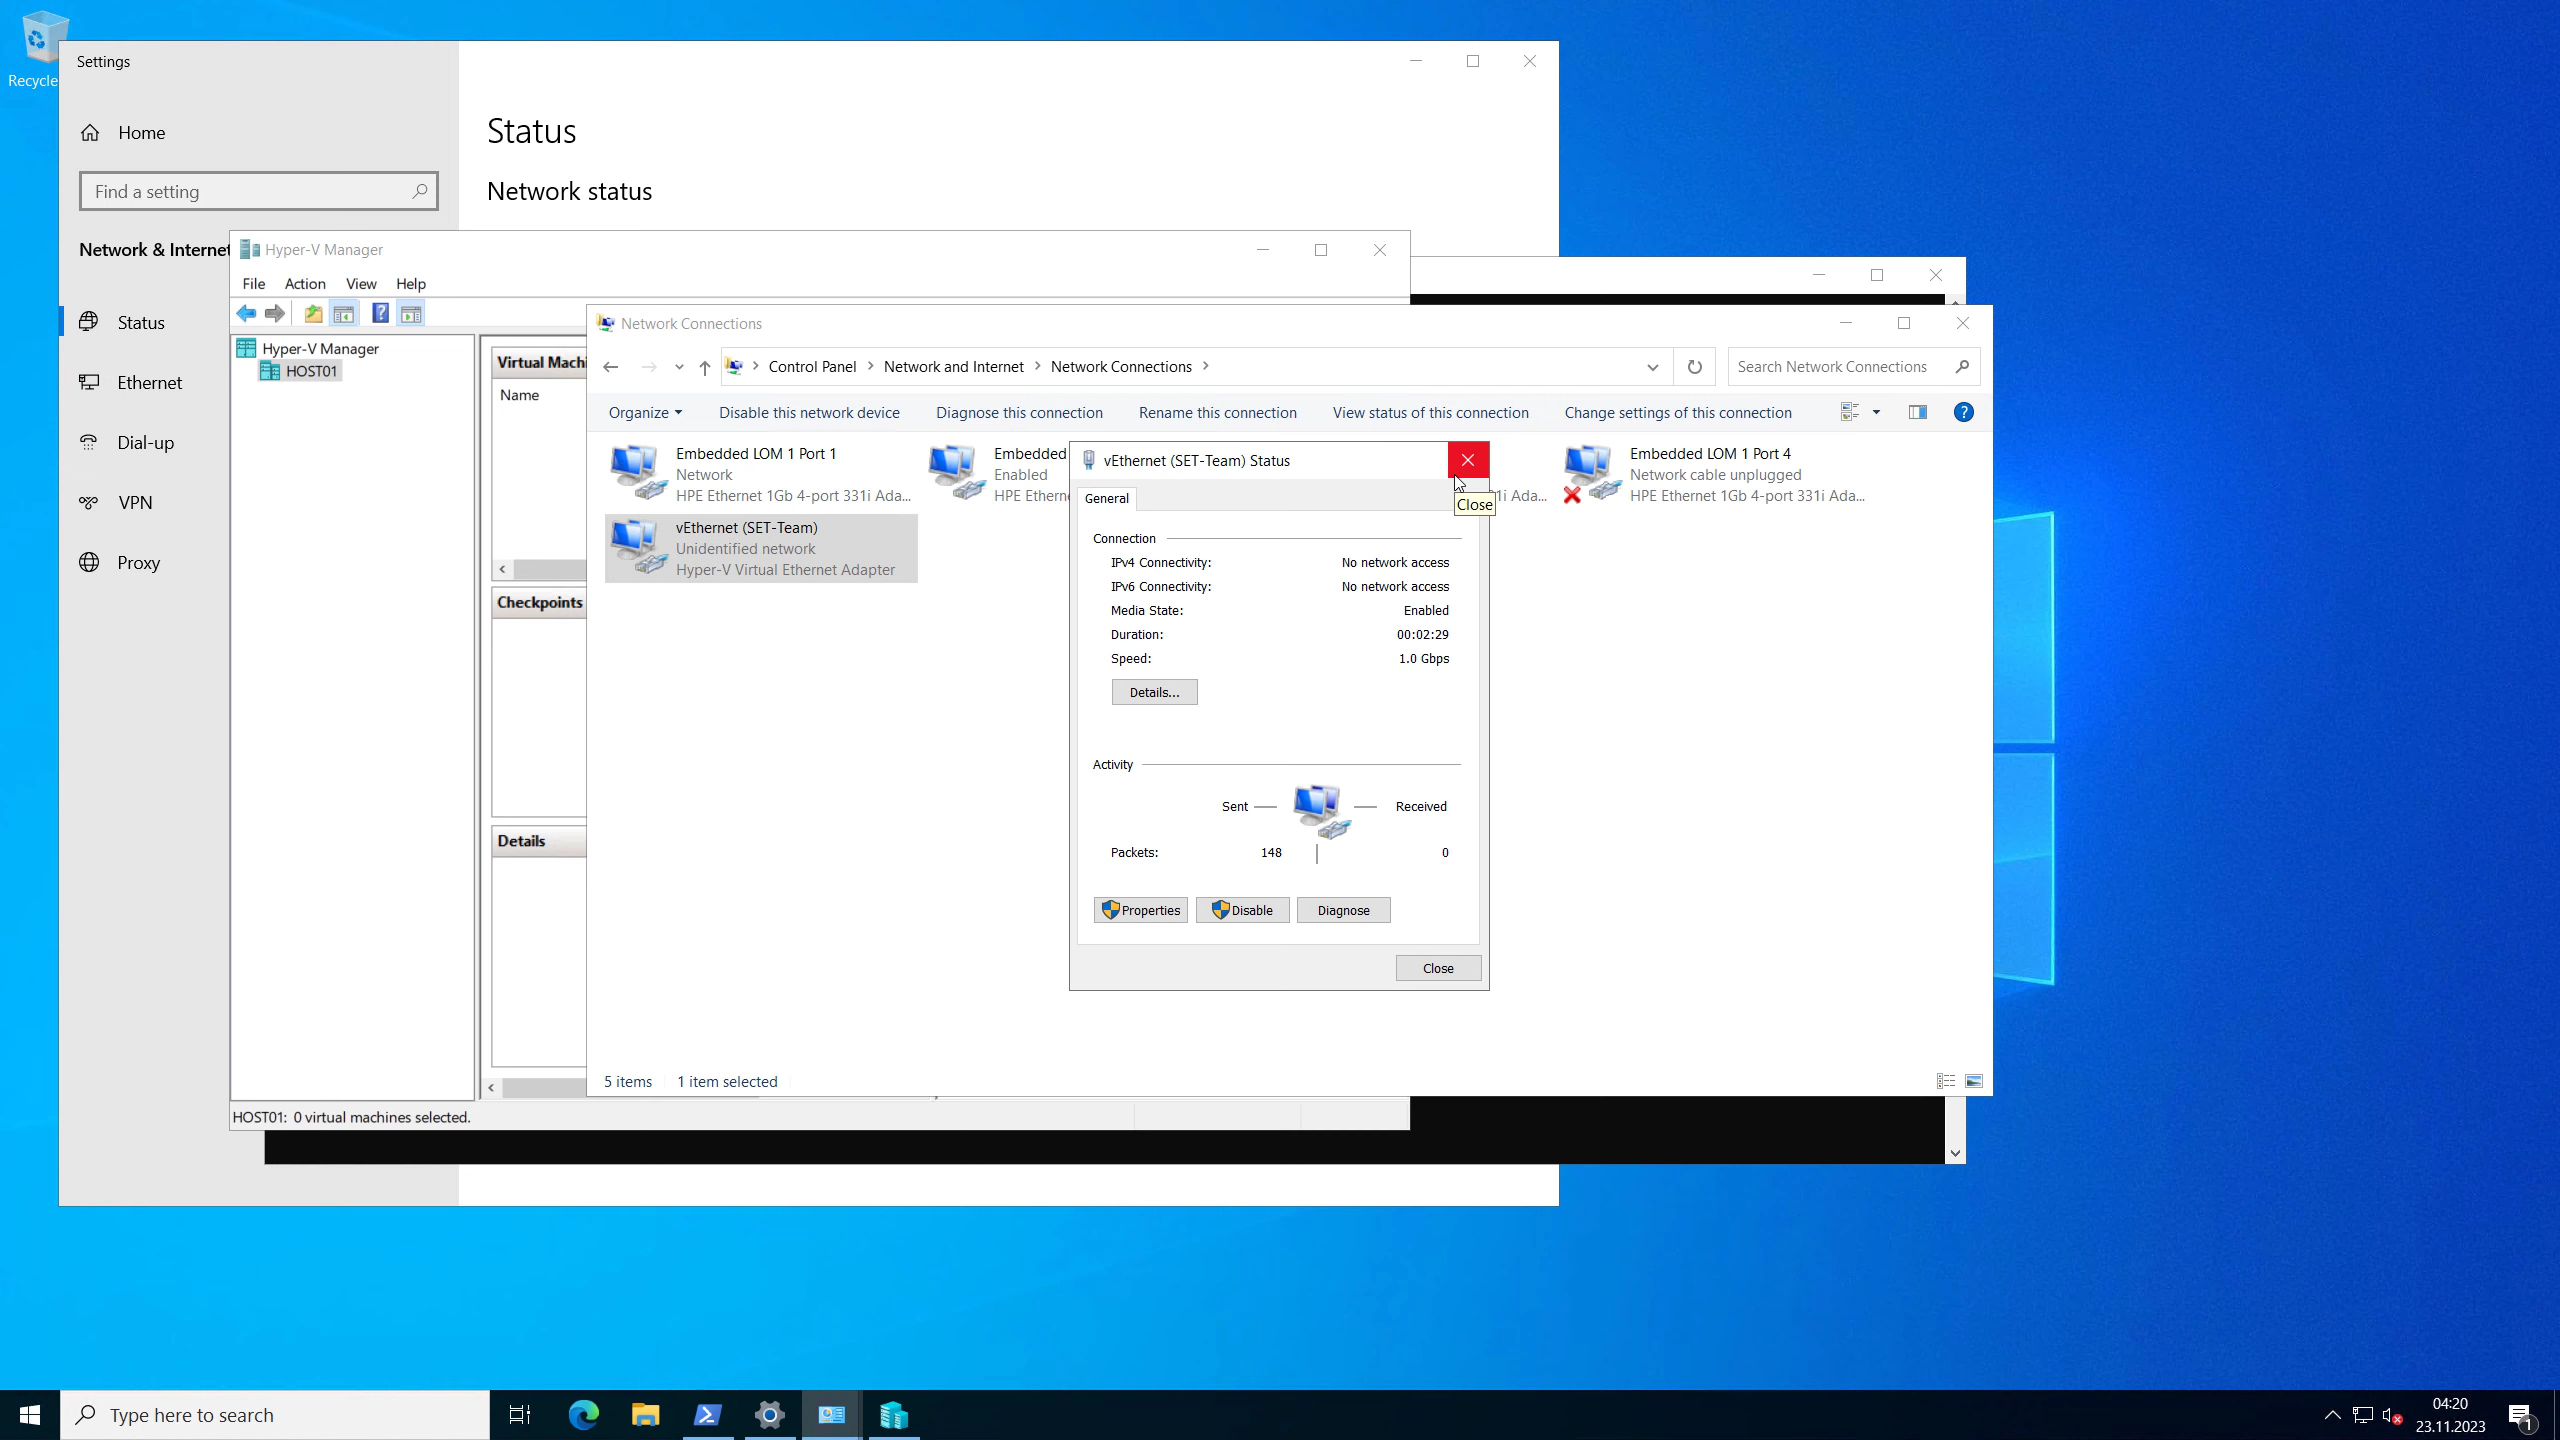 Recycle
Settings
Home
Find a setting
Network & Internet
Status
Ethernet
Dial-up
VPN
Proxy
Status
Network status
Hyper-V Manager
File Action View Help
Hyper-V Manager
HOST01
Virtual Machi
Name
Checkpoints
Details
HOST01: 0 virtual machines selected.
Network Connections
Control Panel Network and Internet Network Connections
Search Network Connections
Organize Disable this network device Diagnose this connection Rename this connection View status of this connection Change settings of this connection
Embedded LOM 1 Port 1
Network
HPE Ethernet 1Gb 4-port 331i Ada...
Embedded
Enabled
HPE Ethern
1i Ada...
Embedded LOM 1 Port 4
Network cable unplugged
HPE Ethernet 1Gb 4-port 331i Ada...
vEthernet (SET-Team)
Unidentified network
Hyper-V Virtual Ethernet Adapter
vEthernet (SET-Team) Status
Close
General
Connection
IPv4 Connectivity: No network access
IPv6 Connectivity: No network access
Media State: Enabled
Duration: 00:02:29
Speed: 1.0 Gbps
Details...
Activity
Sent Received
Packets: 148 0
Properties Disable Diagnose
Close
5 items 1 item selected
Type here to search
04:20
23.11.2023
1